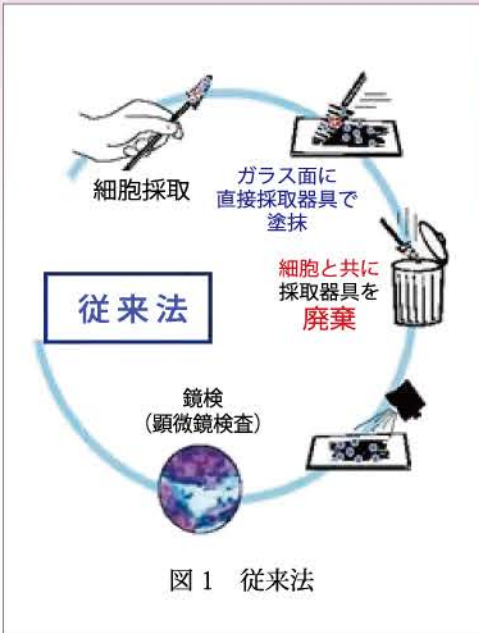 細胞採取
ガラス面に
直接採取器具で
塗抹
細胞と共に
採取器具を
廃棄
従来法
鏡検
(顕微鏡検査)
図1 従来法